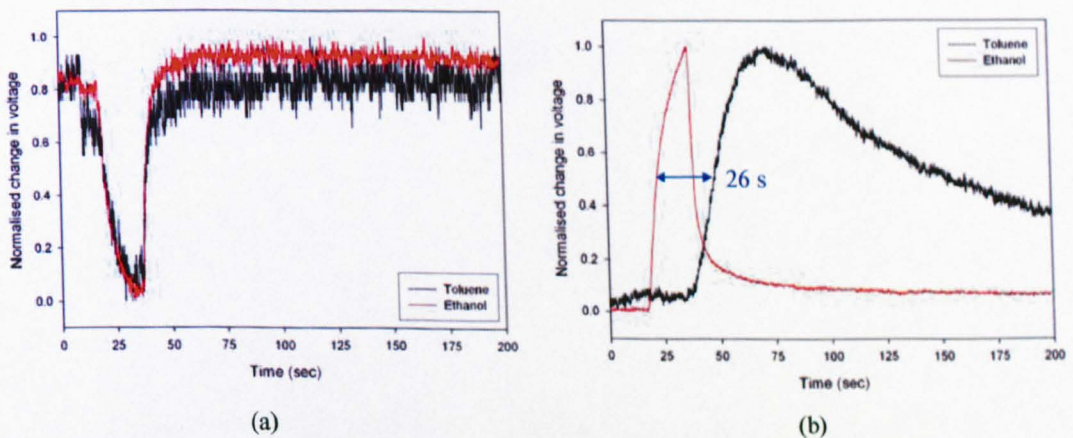 Normalised change in voltage
1.0
0.8
0.6
0.4
0.2
0.0
0 25 50 75 100 125 150 175 200
Time (sec)
Toluene
Ethanol
(a)
Normalised change in voltage
1.0
0.8
0.6
0.4
0.2
0.0
0 25 50 75 100 125 150 175 200
Time (sec)
Toluene
Ethanol
26 s
(b)